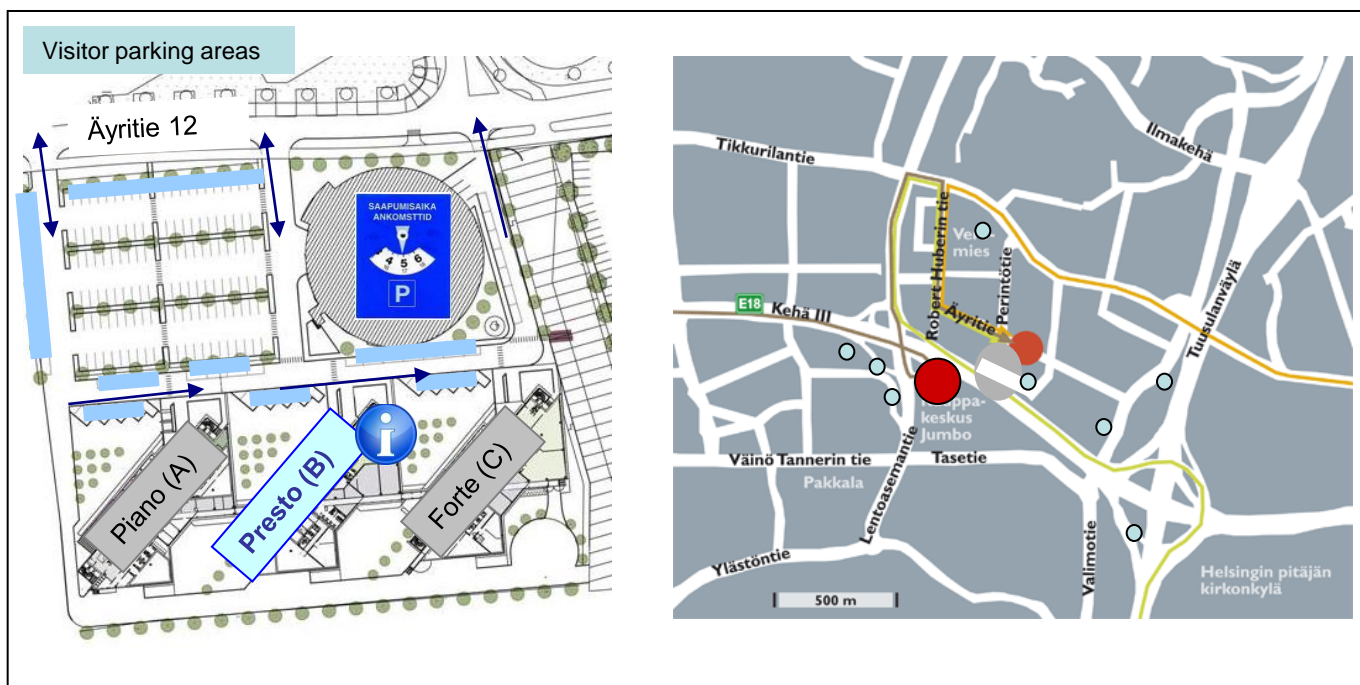 Visitor parking areas
Äyritie 12
SAAPUMISAIKA
ANKOMSTTID
4 5 6
P
i
Piano (A)
Presto (B)
Forte (C)
Ilmakehä
Tikkurilantie
Robert Huberin tie
Perintötie
Tuusulanväylä
E18
Kehä III
Äyritie
keskus
Jumbo
Väinö Tannerin tie
Tasetie
Pakkala
Lentoasemantie
Ylästöntie
Valimotie
Helsingin pitäjän
kirkonkylä
500 m